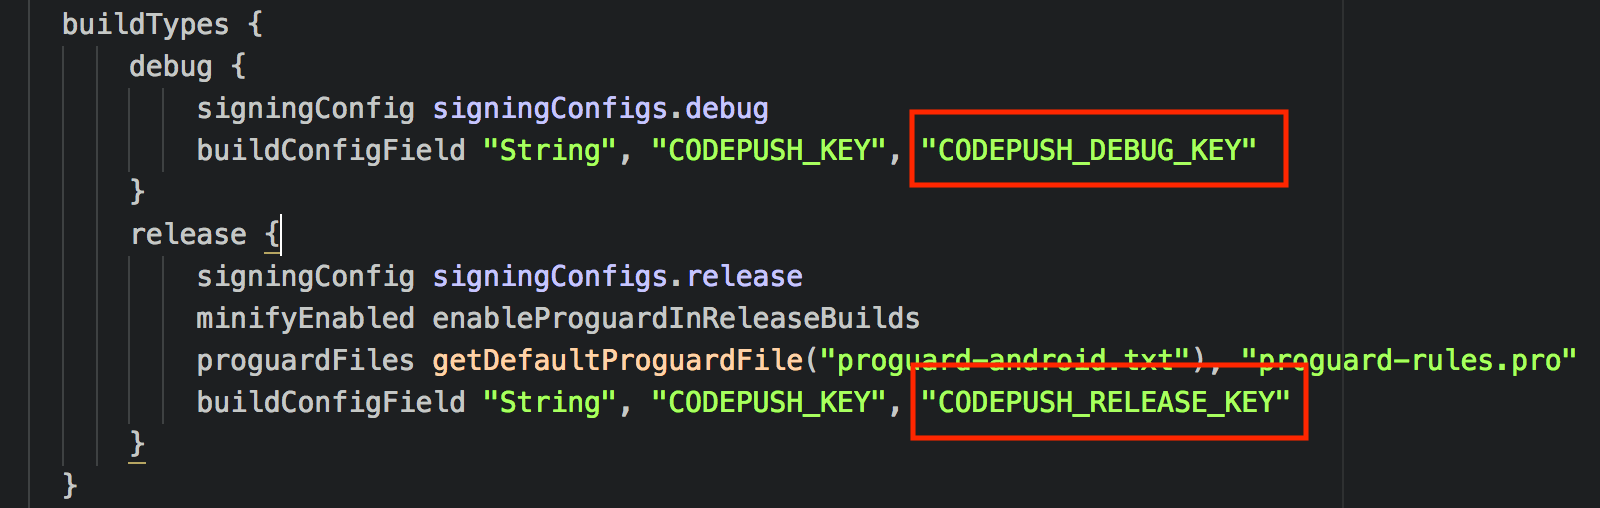 buildTypes {
debug {
signingConfig signingConfigs.debug
buildConfigField "String", "CODEPUSH_KEY", "CODEPUSH_DEBUG_KEY"
}
release {
signingConfig signingConfigs.release
minifyEnabled enableProguardInReleaseBuilds
proguardFiles getDefaultProguardFile("proguard-android.txt"), "proguard-rules.pro"
buildConfigField "String", "CODEPUSH_KEY", "CODEPUSH_RELEASE_KEY"
}
}